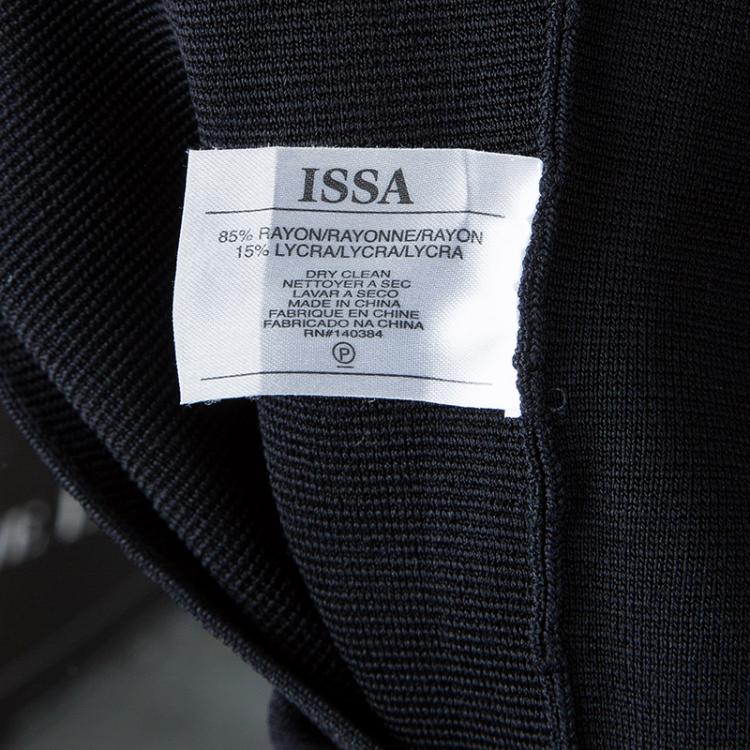 ISSA
85% RAYON/RAYONNE/RAYON
15% LYCRA/LYCRA/LYCRA
DRY CLEAN
NETTOYER A SEC
LAVAR A SECO
MADE IN CHINA
FABRIQUE EN CHINE
FABRICADO NA CHINA
RN#140384
P